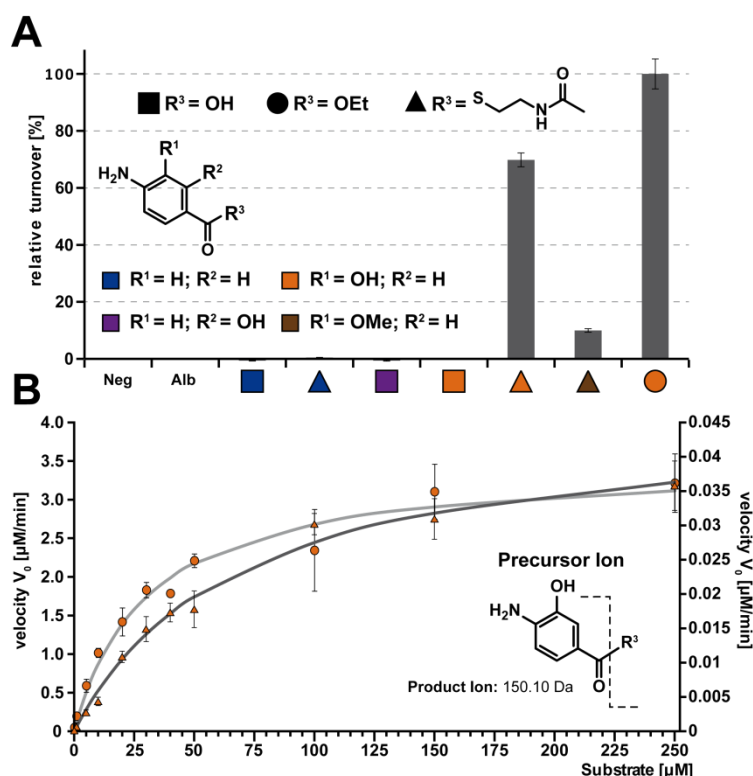 A
relative turnover [%]
100
80
60
40
20
0
R³ = OH
R³ = OEt
R³ =
S
N
H
O
R¹
R²
H₂N
R³
O
R¹ = H; R² = H
R¹ = OH; R² = H
R¹ = H; R² = OH
R¹ = OMe; R² = H
Neg
Alb
B
velocity V₀ [µM/min]
4.0
3.5
3.0
2.5
2.0
1.5
1.0
0.5
0
0.045
0.04
0.035
0.03
0.025
0.020
0.015
0.01
0.005
0
velocity V₀ [µM/min]
Precursor Ion
OH
H₂N
R³
O
Product Ion: 150.10 Da
0 25 50 75 100 125 150 175 200 225 250
Substrate [µM]